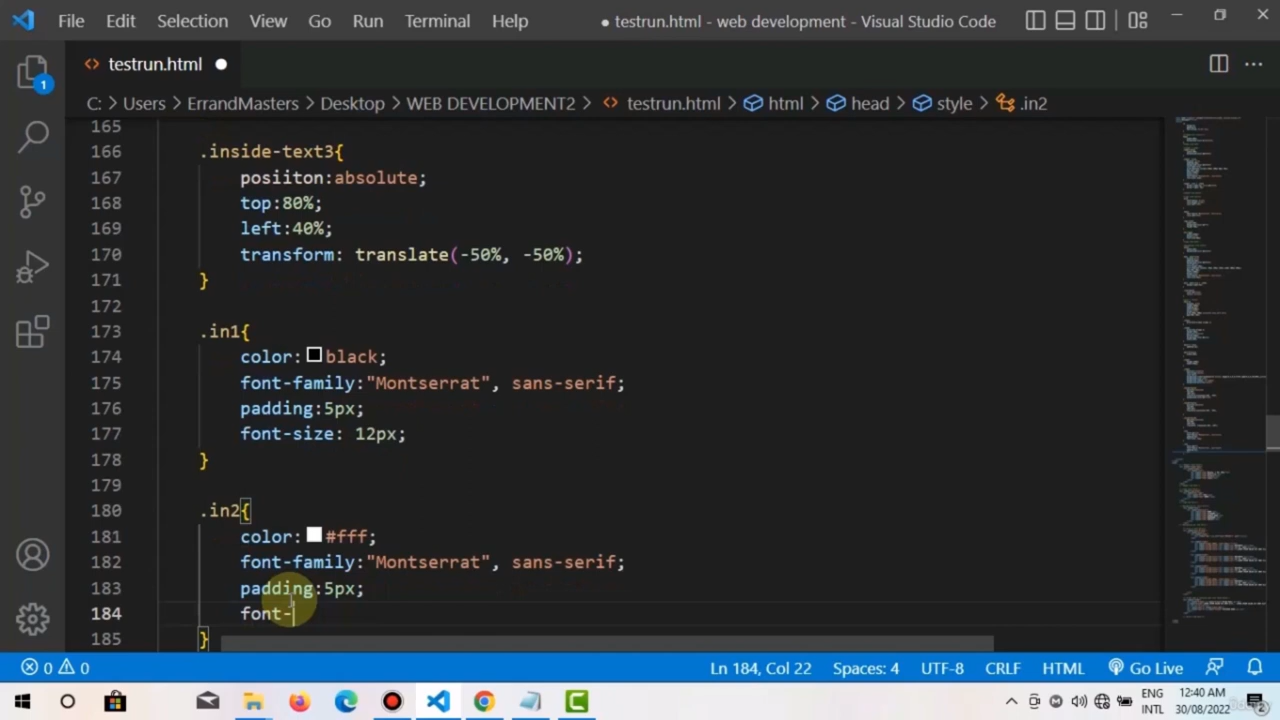 File Edit Selection View Go Run Terminal Help ● testrun.html - web development - Visual Studio Code
testrun.html
1
C: > Users > ErrandMasters > Desktop > WEB DEVELOPMENT2 > testrun.html > html > head > style > .in2
165
166 .inside-text3{
167 posiiton:absolute;
168 top:80%;
169 left:40%;
170 transform: translate(-50%, -50%);
171 }
172
173 .in1{
174 color: black;
175 font-family:"Montserrat", sans-serif;
176 padding:5px;
177 font-size: 12px;
178 }
179
180 .in2{
181 color: #fff;
182 font-family:"Montserrat", sans-serif;
183 padding:5px;
184 font-
185 }
0 0 Ln 184, Col 22 Spaces: 4 UTF-8 CRLF HTML Go Live
ENG 12:40 AM
INTL 30/08/2022 2